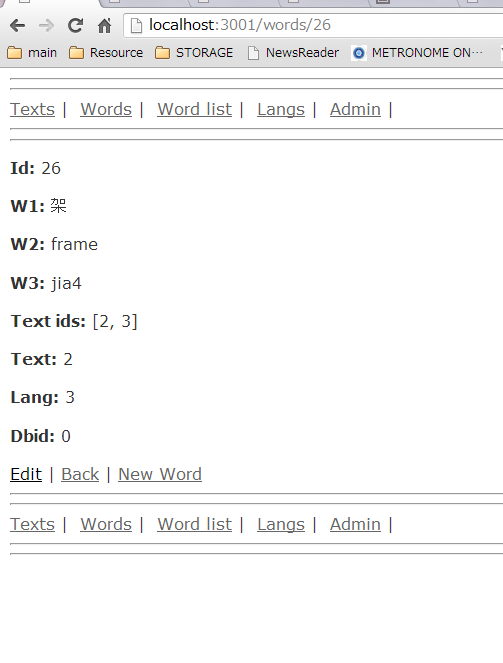 localhost:3001/words/26
main Resource STORAGE NewsReader METRONOME ON…
Texts | Words | Word list | Langs | Admin |
Id: 26
W1: 架
W2: frame
W3: jia4
Text ids: [2, 3]
Text: 2
Lang: 3
Dbid: 0
Edit | Back | New Word
Texts | Words | Word list | Langs | Admin |